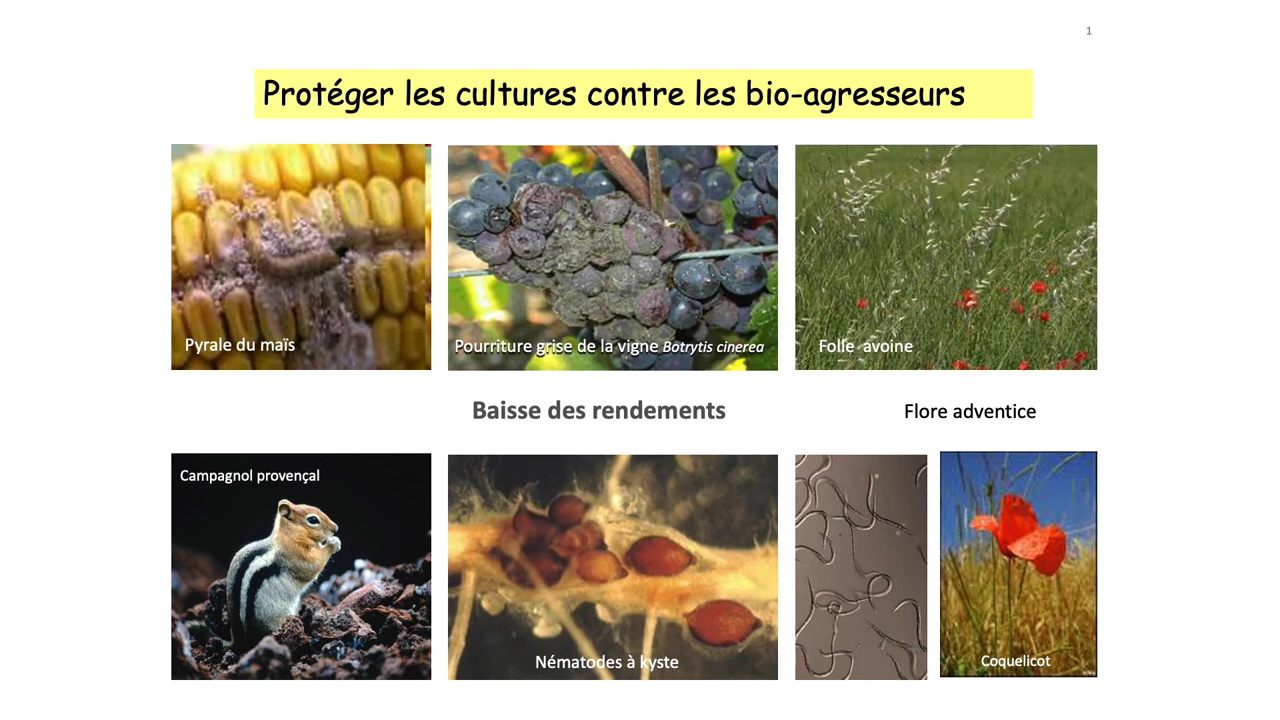 1
Protéger les cultures contre les bio-agresseurs
Pyrale du maïs
Pourriture grise de la vigne Botrytis cinerea
Folle avoine
Baisse des rendements
Flore adventice
Campagnol provençal
Nématodes à kyste
Coquelicot